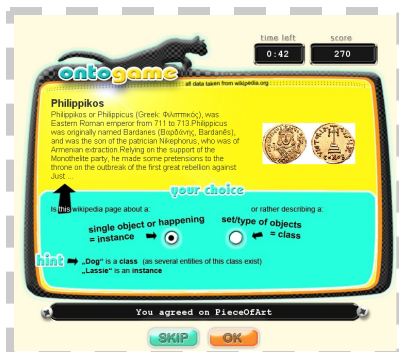 time left
score
0:42
270
ontogame
all data taken from wikipedia.org
Philippikos
Philippikos or Philippicus (Greek: Φιλιππικός), was
Eastern Roman emperor from 711 to 713.Philippicus
was originally named Bardanes (Βαρδάνης, Bardanēs),
and was the son of the patrician Nikephorus, who was of
Armenian extraction.Relying on the support of the
Monothelite party, he made some pretensions to the
throne on the outbreak of the first great rebellion against
Just ...
your choice
Is this wikipedia page about a:
or rather describing a:
single object or happening
= instance
set/type of objects
= class
hint
„Dog“ is a class (as several entities of this class exist)
„Lassie“ is an instance
You agreed on PieceOfArt
SKIP
OK